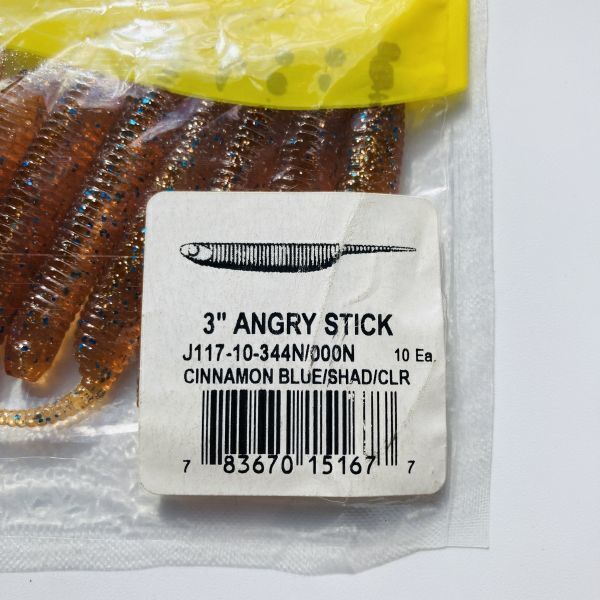 3" ANGRY STICK
J117-10-344N/000N 10 Ea.
CINNAMON BLUE/SHAD/CLR
7 83670 15167 7